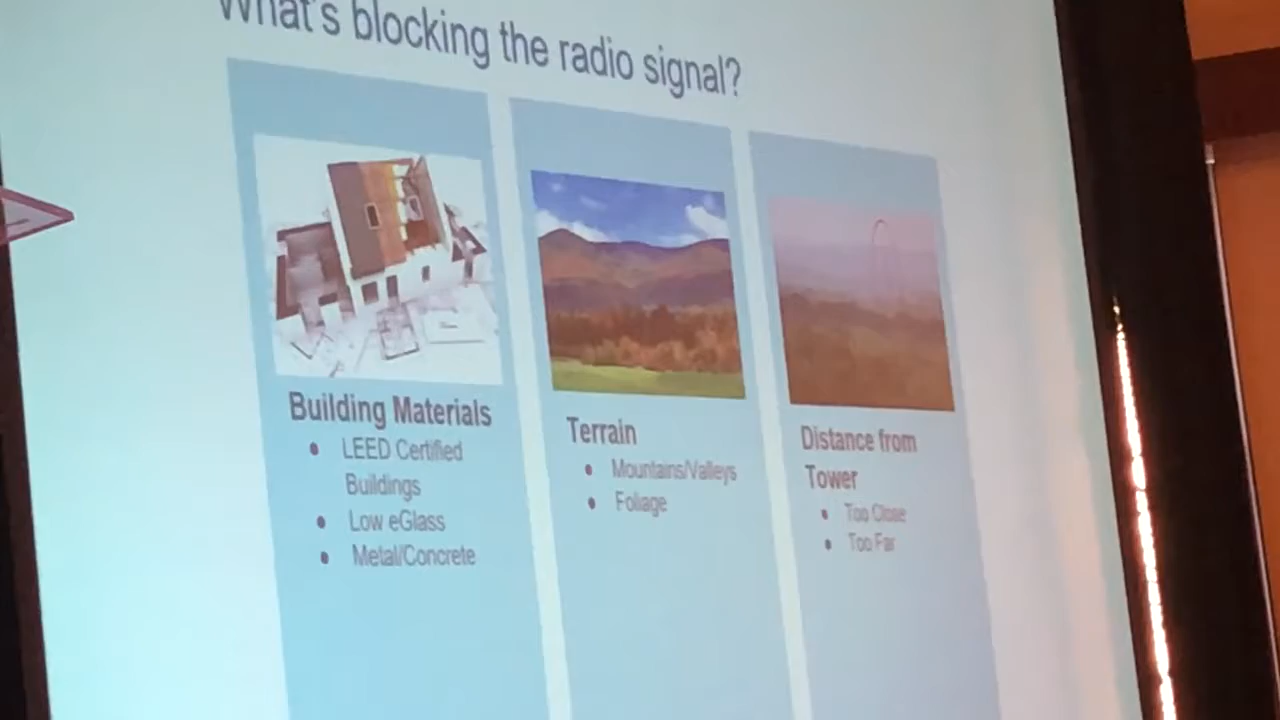 What's blocking the radio signal?
Building Materials
• LEED Certified
Buildings
• Low eGlass
• Metal/Concrete
Terrain
• Mountains/Valleys
• Foliage
Distance from
Tower
• Too Close
• Too Far